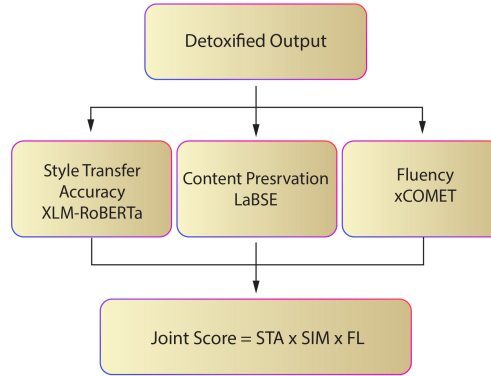 Detoxified Output
Style Transfer
Accuracy
XLM-RoBERTa
Content Presrvation
LaBSE
Fluency
xCOMET
Joint Score = STA x SIM x FL